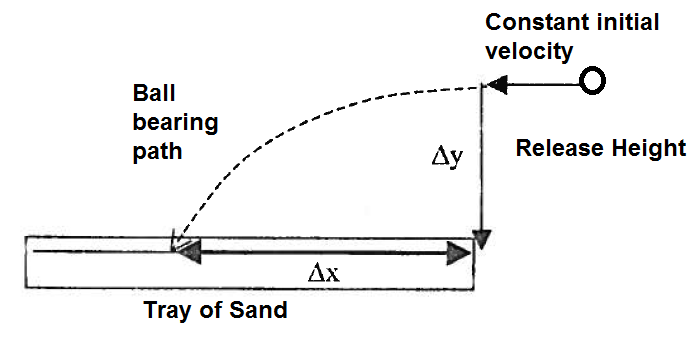 Constant initial
velocity
Ball
bearing
path
Δy
Release Height
Δx
Tray of Sand